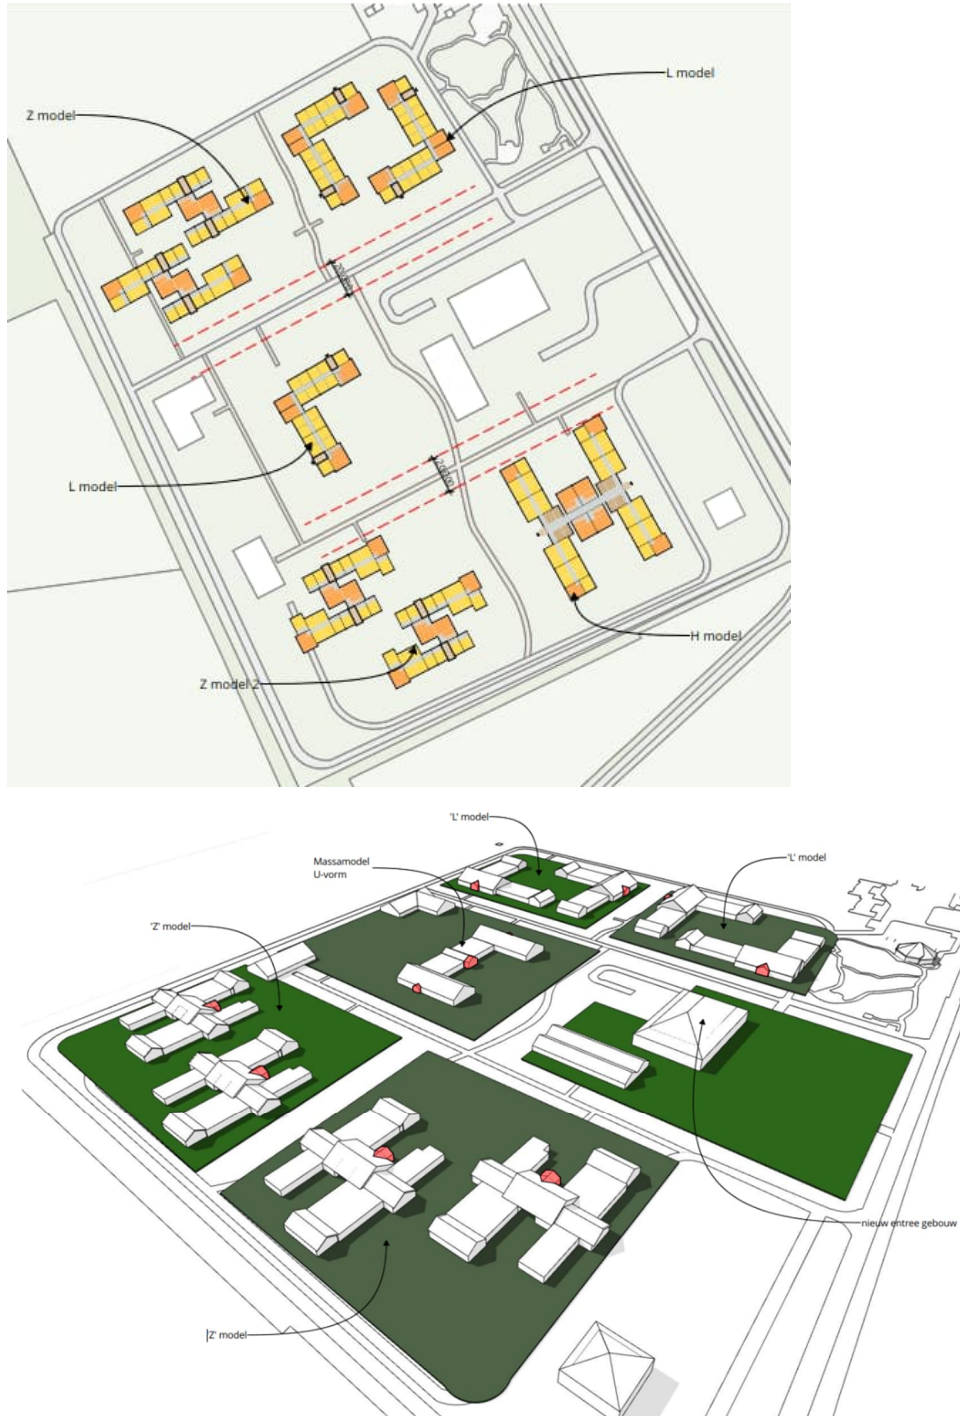 L model
Z model
L model
H model
Z model 2
'L' model
Massamodel
U-vorm
'L' model
'Z' model
nieuw entree gebouw
|Z' model